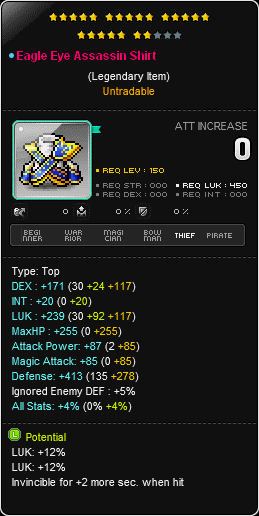 Eagle Eye Assassin Shirt
(Legendary Item)
Untradable
ATT INCREASE
0
REQ LEV : 150
REQ STR : 000 REQ LUK : 450
REQ DEX : 000 REQ INT : 000
0 0 % 0 %
BEGINNER WARRIOR MAGICIAN BOWMAN THIEF PIRATE
Type: Top
DEX : +171 (30 +24 +117)
INT : +20 (0 +20)
LUK : +239 (30 +92 +117)
MaxHP : +255 (0 +255)
Attack Power: +87 (2 +85)
Magic Attack: +85 (0 +85)
Defense: +413 (135 +278)
Ignored Enemy DEF : +5%
All Stats: +4% (0% +4%)
L Potential
LUK: +12%
LUK: +12%
Invincible for +2 more sec. when hit